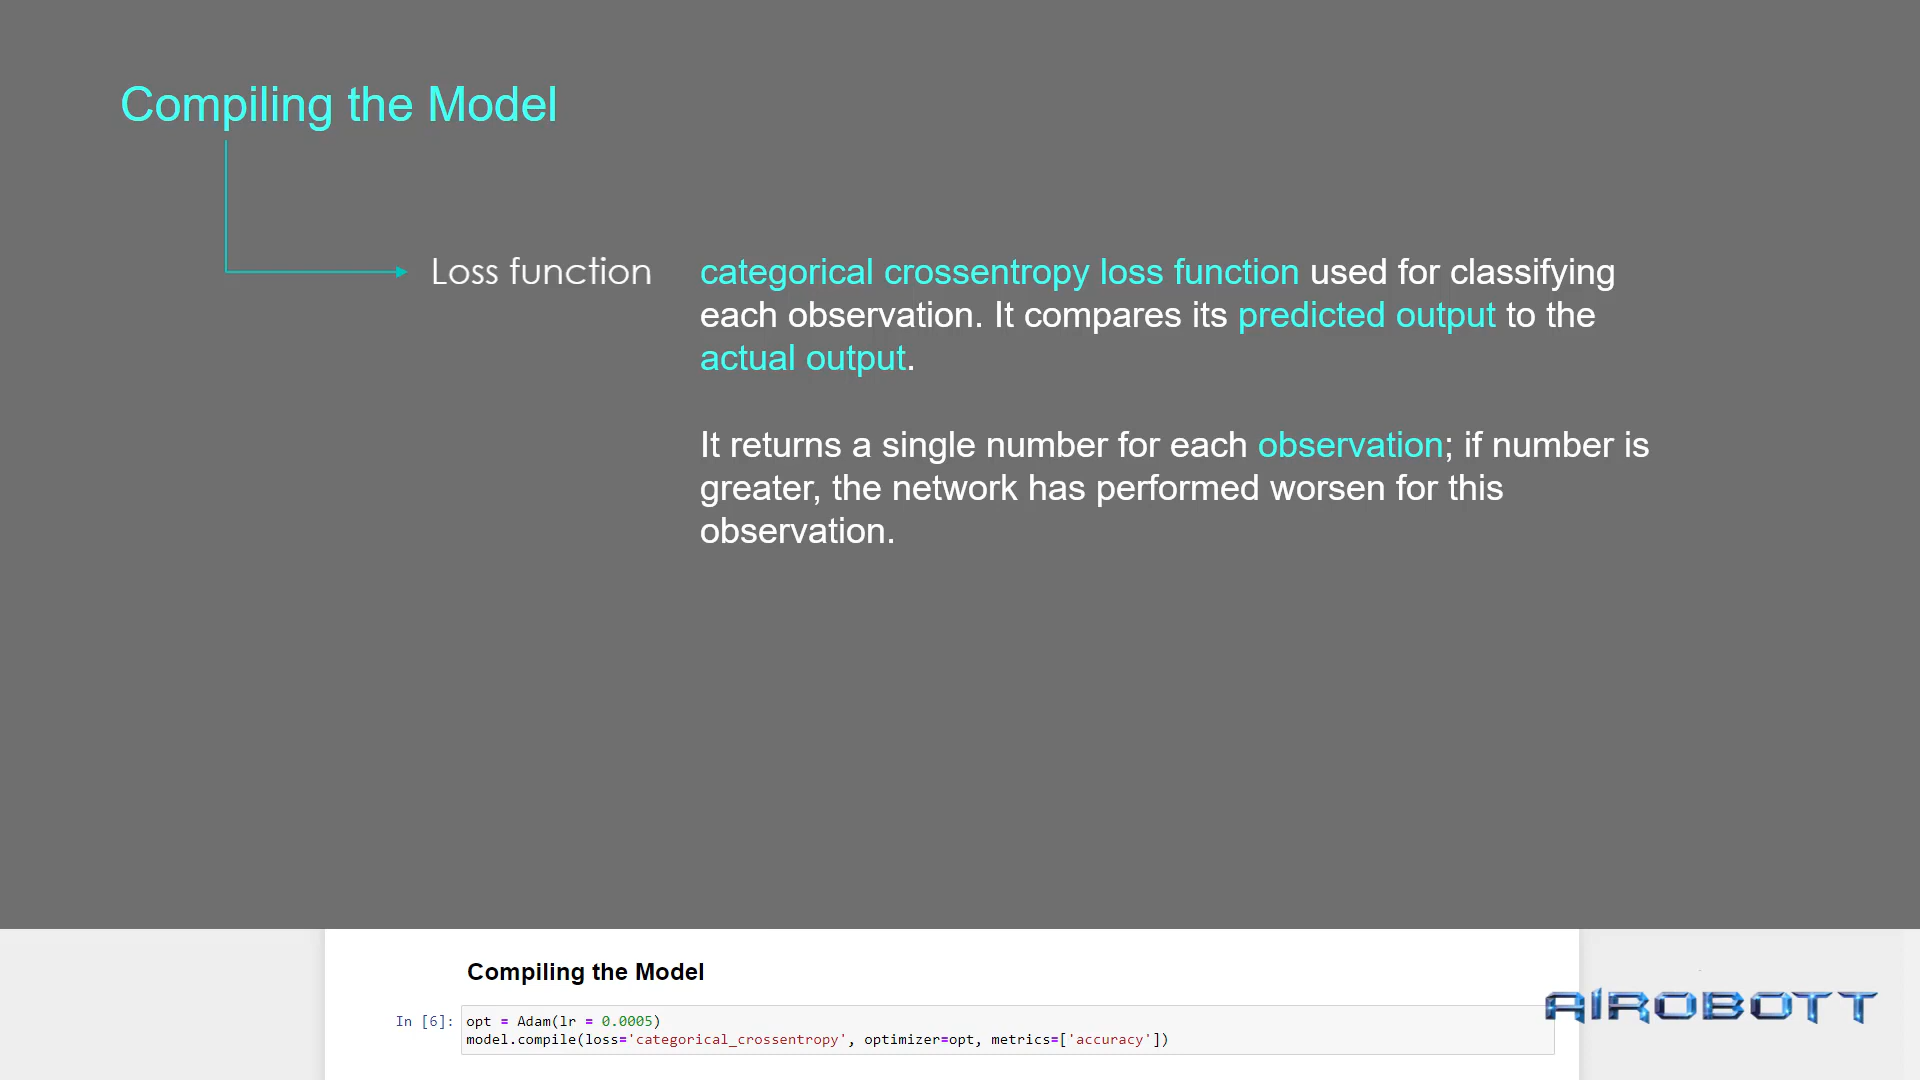 Compiling the Model
Loss function
categorical crossentropy loss function used for classifying
each observation. It compares its predicted output to the
actual output.
It returns a single number for each observation; if number is
greater, the network has performed worsen for this
observation.
Compiling the Model
In [6]: opt = Adam(lr = 0.0005)
model.compile(loss='categorical_crossentropy', optimizer=opt, metrics=['accuracy'])
AIROBOTT